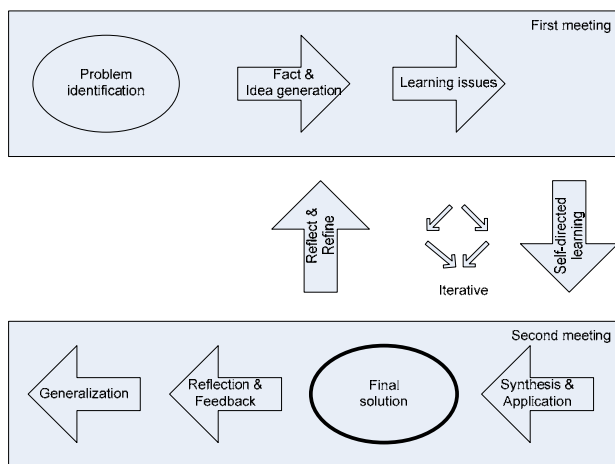 First meeting
Problem
identification
Fact &
Idea generation
Learning issues
Reflect &
Refine
Iterative
Self-directed
learning
Second meeting
Generalization
Reflection &
Feedback
Final
solution
Synthesis &
Application